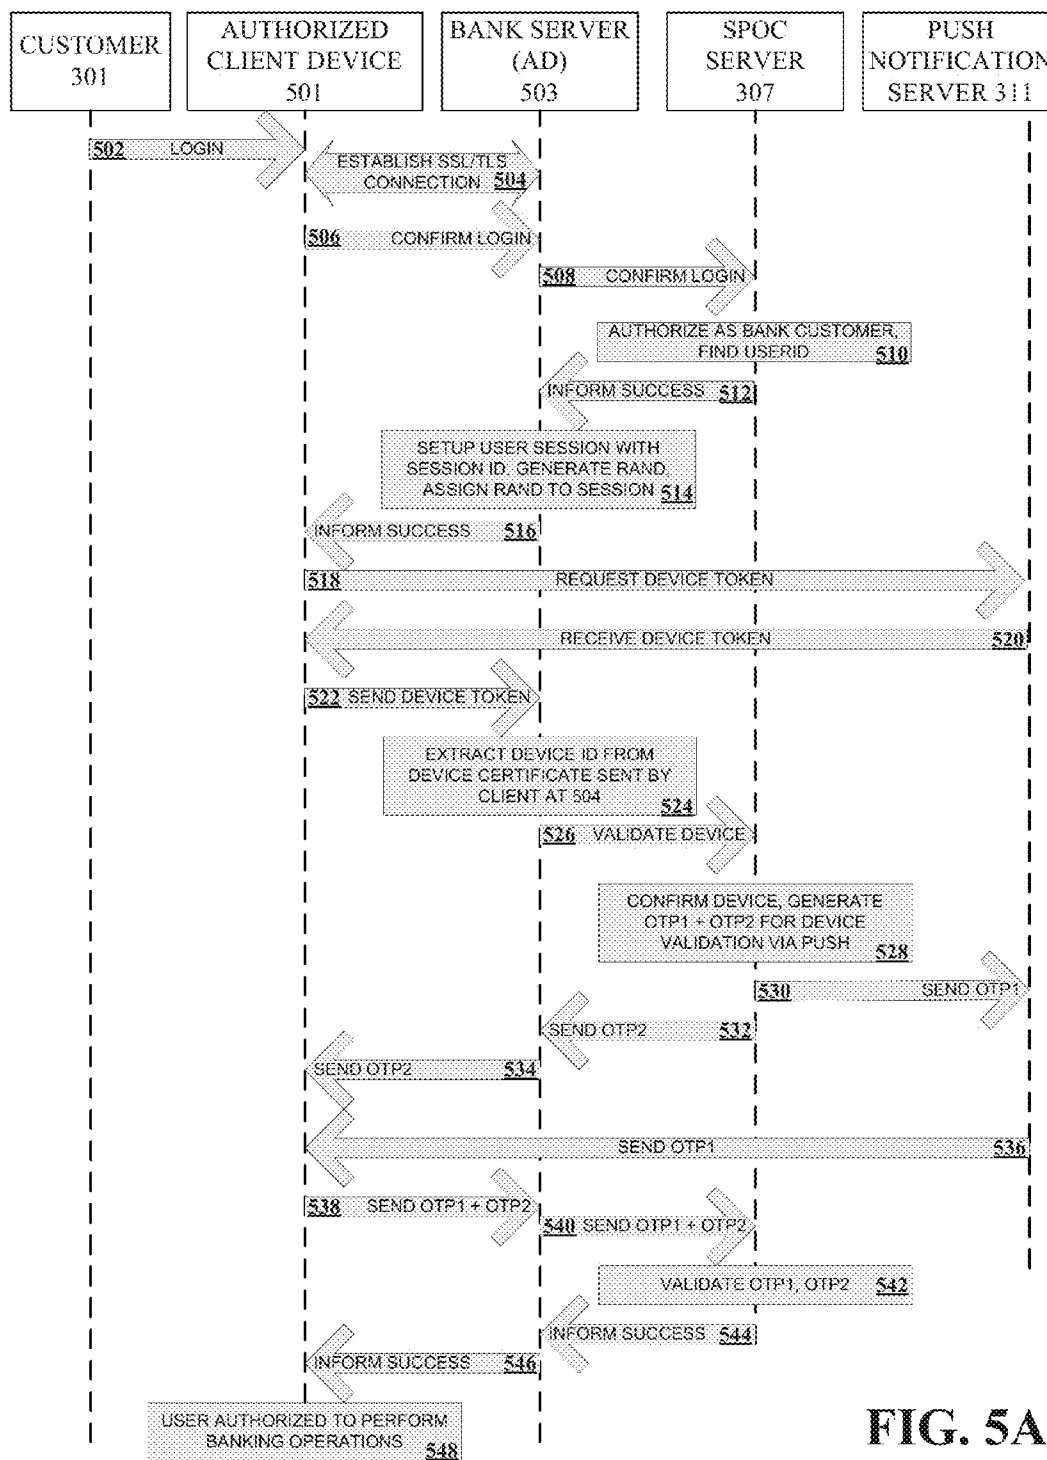 CUSTOMER
301
AUTHORIZED
CLIENT DEVICE
501
BANK SERVER
(AD)
503
SPOC
SERVER
307
PUSH
NOTIFICATION
SERVER 311
502 LOGIN
ESTABLISH SSL/TLS
CONNECTION 504
506 CONFIRM LOGIN
508 CONFIRM LOGIN
AUTHORIZE AS BANK CUSTOMER,
FIND USERID 510
INFORM SUCCESS 512
SETUP USER SESSION WITH
SESSION ID, GENERATE RAND,
ASSIGN RAND TO SESSION 514
INFORM SUCCESS 516
518 REQUEST DEVICE TOKEN
RECEIVE DEVICE TOKEN 520
522 SEND DEVICE TOKEN
EXTRACT DEVICE ID FROM
DEVICE CERTIFICATE SENT BY
CLIENT AT 504 524
526 VALIDATE DEVICE
CONFIRM DEVICE, GENERATE
OTP1 + OTP2 FOR DEVICE
VALIDATION VIA PUSH 528
530 SEND OTP1
SEND OTP2 532
SEND OTP2 534
SEND OTP1 536
538 SEND OTP1 + OTP2
540 SEND OTP1 + OTP2
VALIDATE OTP1, OTP2 542
INFORM SUCCESS 544
INFORM SUCCESS 546
USER AUTHORIZED TO PERFORM
BANKING OPERATIONS 548
FIG. 5A